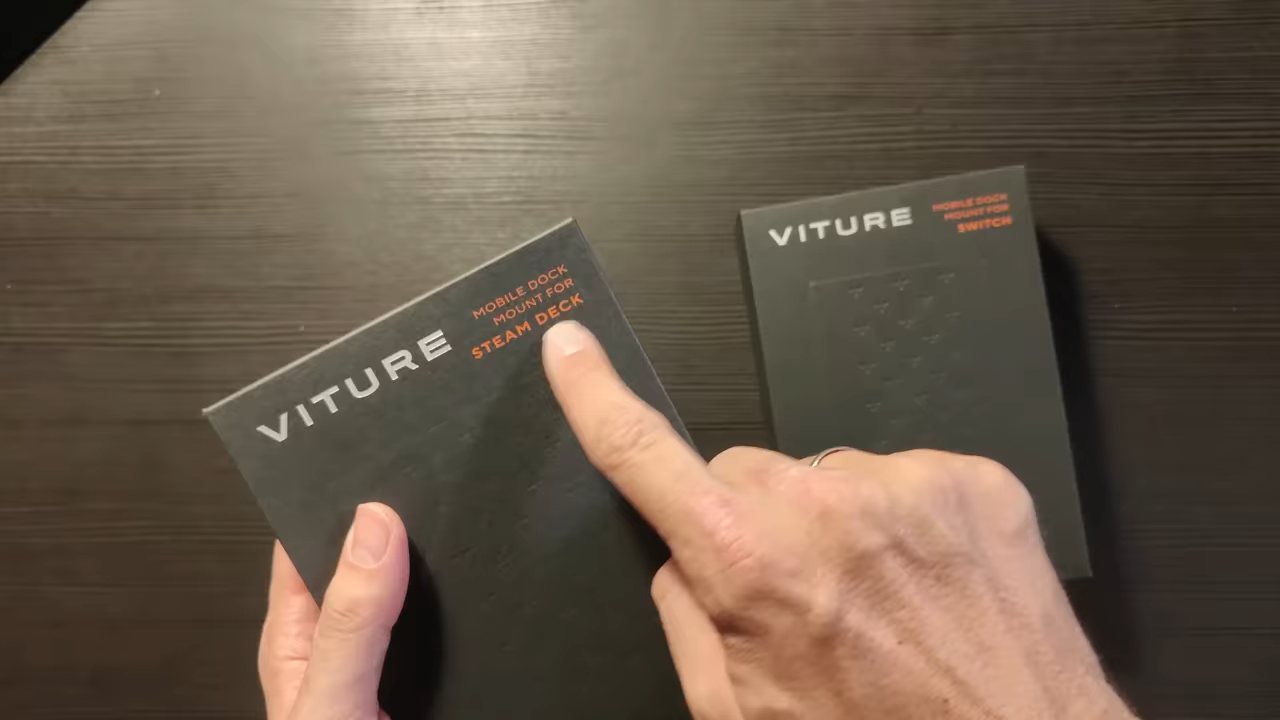 VITURE
MOBILE DOCK
MOUNT FOR
STEAM DECK
VITURE
MOBILE DOCK
MOUNT FOR
SWITCH